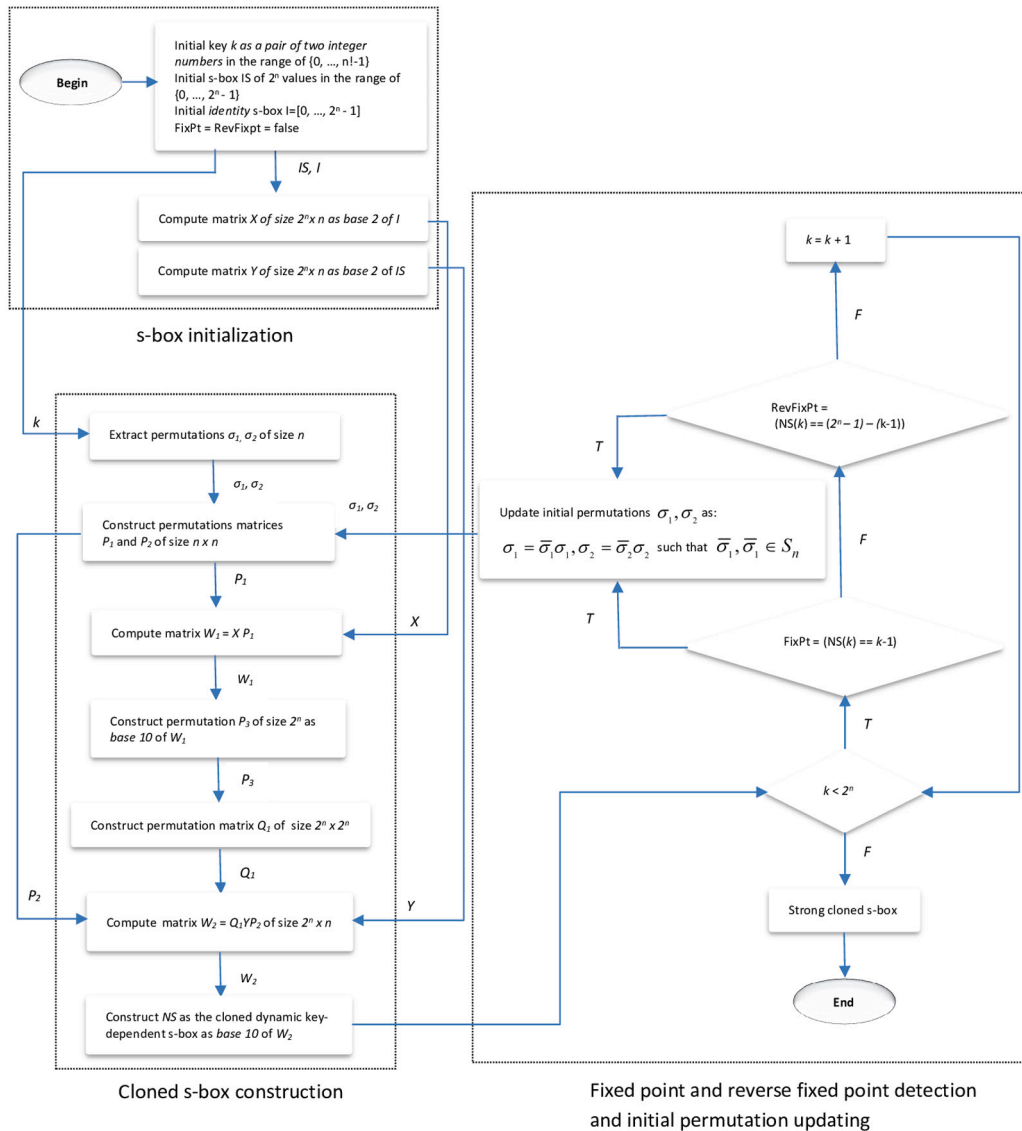 Begin
Initial key k as a pair of two integer
numbers in the range of {0, ..., n!-1}
Initial s-box IS of 2ⁿ values in the range of
{0, ..., 2ⁿ - 1}
Initial identity s-box I=[0, ..., 2ⁿ - 1]
FixPt = RevFixpt = false
IS, I
Compute matrix X of size 2ⁿx n as base 2 of I
Compute matrix Y of size 2ⁿx n as base 2 of IS
s-box initialization
k
Extract permutations σ₁, σ₂ of size n
σ₁, σ₂
Construct permutations matrices
P₁ and P₂ of size n x n
P₁
Compute matrix W₁ = X P₁
X
W₁
Construct permutation P₃ of size 2ⁿ as
base 10 of W₁
P₃
Construct permutation matrix Q₁ of size 2ⁿ x 2ⁿ
Q₁
P₂
Compute matrix W₂ = Q₁YP₂ of size 2ⁿ x n
Y
W₂
Construct NS as the cloned dynamic key-
dependent s-box as base 10 of W₂
Cloned s-box construction
k = k + 1
F
RevFixPt =
(NS(k) == (2ⁿ – 1) – (k-1))
T
σ₁, σ₂
Update initial permutations σ₁, σ₂ as:
σ₁ = σ̅₁σ₁, σ₂ = σ̅₂σ₂ such that σ̅₁, σ̅₁ ∈ Sₙ
F
T
FixPt = (NS(k) == k-1)
T
k < 2ⁿ
F
Strong cloned s-box
End
Fixed point and reverse fixed point detection
and initial permutation updating